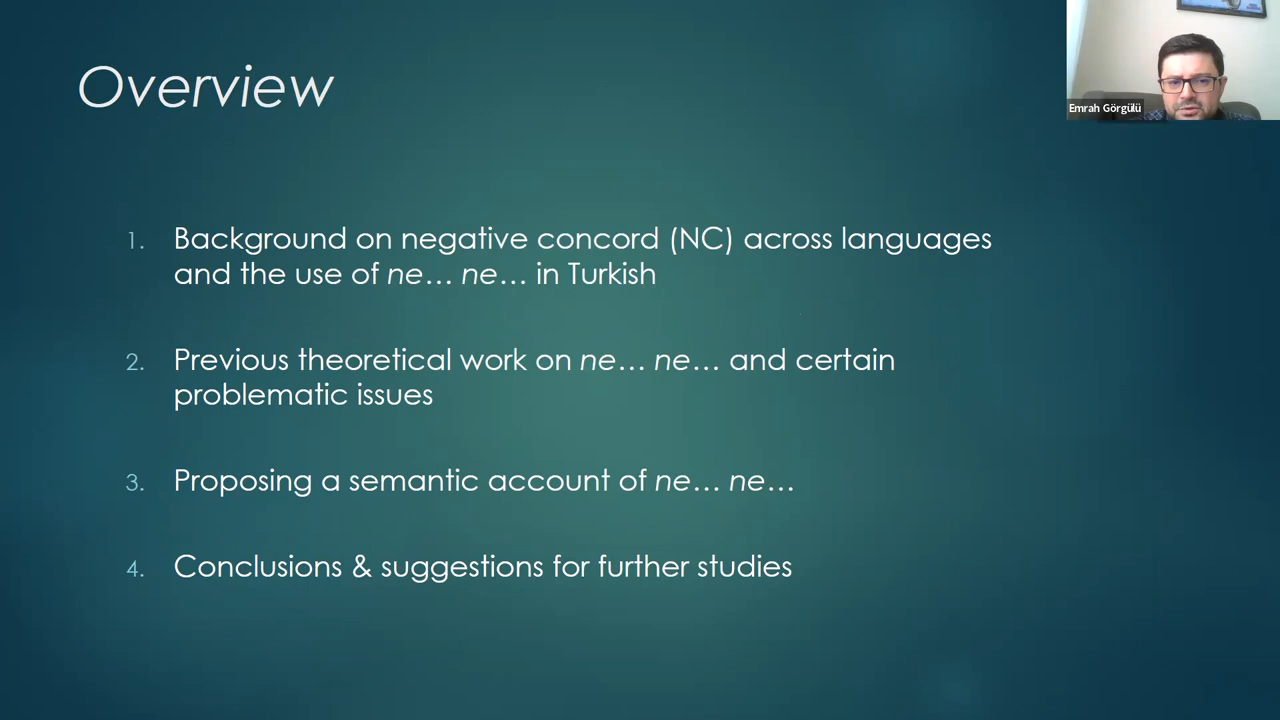 Overview
Emrah Görgülü
1. Background on negative concord (NC) across languages
and the use of ne… ne… in Turkish
2. Previous theoretical work on ne… ne… and certain
problematic issues
3. Proposing a semantic account of ne… ne…
4. Conclusions & suggestions for further studies